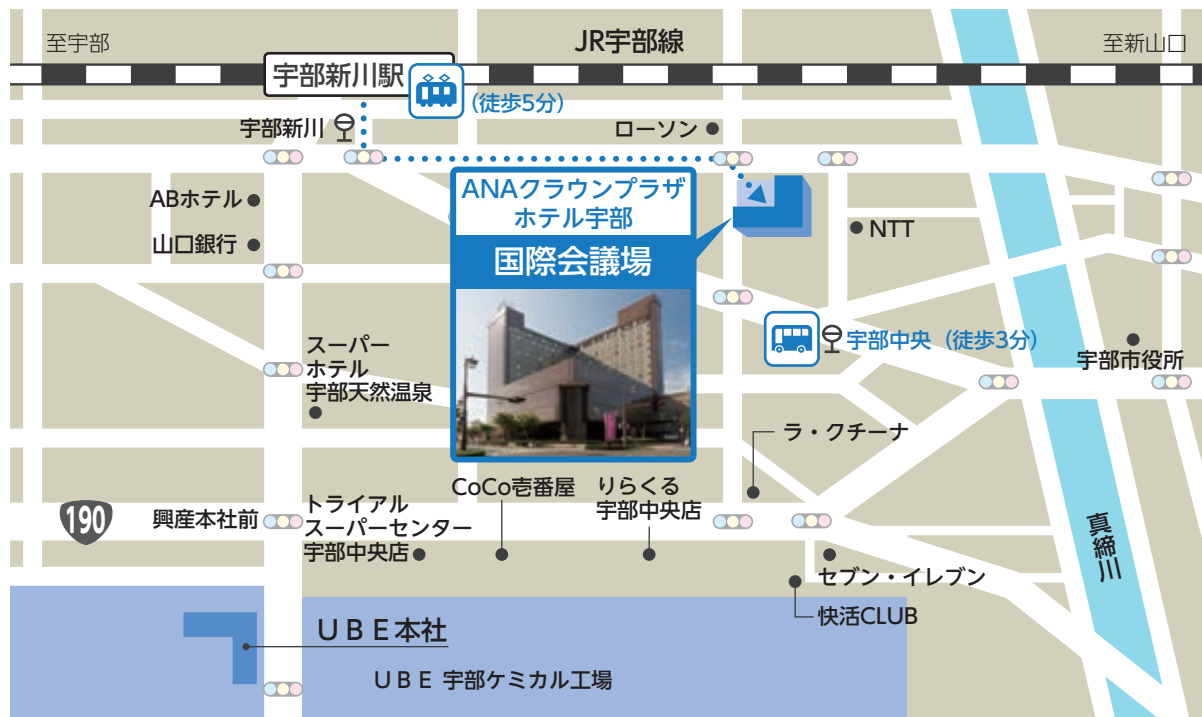 至宇部
JR宇部線
至新山口
宇部新川駅
(徒歩5分)
宇部新川
ローソン
ABホテル
山口銀行
ANAクラウンプラザ
ホテル宇部
国際会議場
NTT
宇部中央（徒歩3分）
宇部市役所
スーパー
ホテル
宇部天然温泉
ラ・クチーナ
CoCo壱番屋
りらくる
宇部中央店
190
興産本社前
トライアル
スーパーセンター
宇部中央店
真締川
セブン・イレブン
快活CLUB
ＵＢＥ本社
ＵＢＥ 宇部ケミカル工場